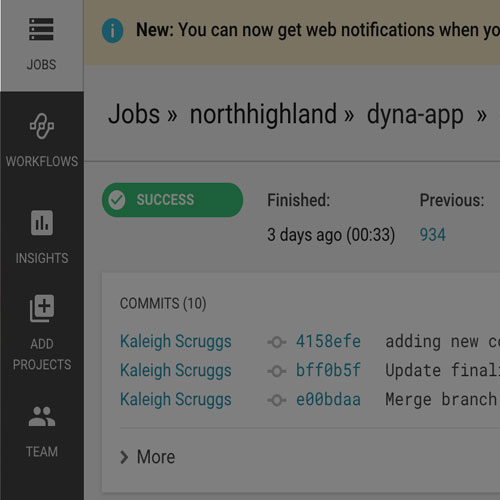 New: You can now get web notifications when yo
JOBS
Jobs » northhighland » dyna-app »
WORKFLOWS
SUCCESS
Finished:
Previous:
3 days ago (00:33)
934
INSIGHTS
COMMITS (10)
Kaleigh Scruggs 4158efe adding new co
Kaleigh Scruggs bff0b5f Update finali
Kaleigh Scruggs e00bdaa Merge branch
ADD
PROJECTS
TEAM
More